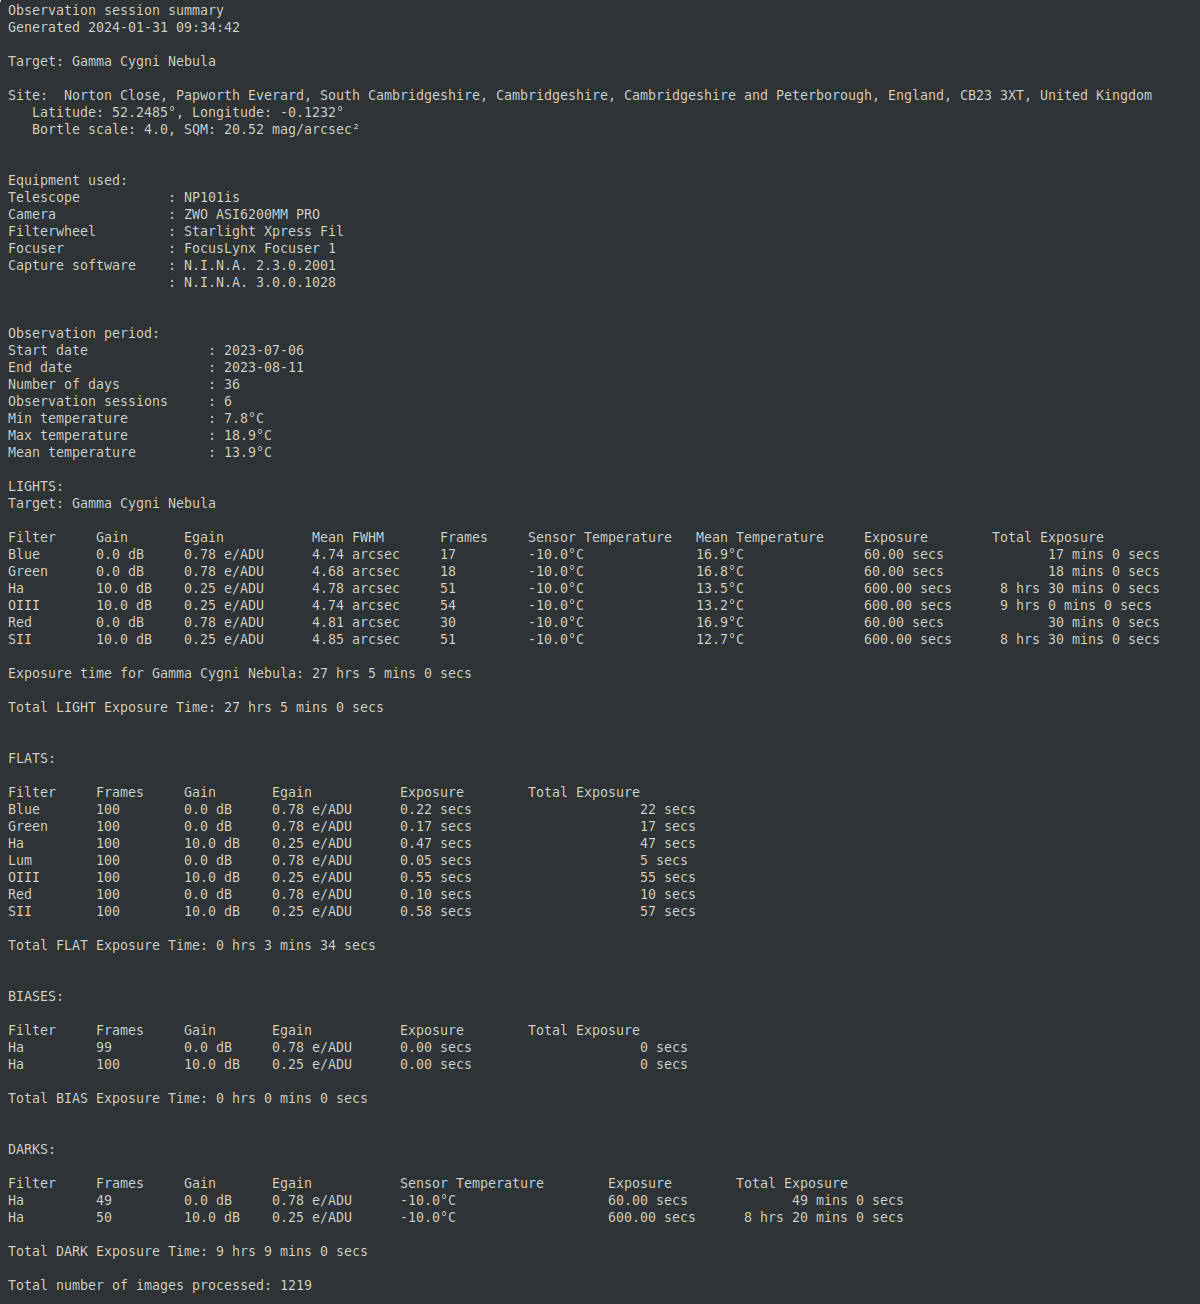 Observation session summary
Generated 2024-01-31 09:34:42
Target: Gamma Cygni Nebula
Site:  Norton Close, Papworth Everard, South Cambridgeshire, Cambridgeshire, Cambridgeshire and Peterborough, England, CB23 3XT, United Kingdom
   Latitude: 52.2485°, Longitude: -0.1232°
   Bortle scale: 4.0, SQM: 20.52 mag/arcsec²
Equipment used:
Telescope           : NP101is
Camera              : ZWO ASI6200MM PRO
Filterwheel         : Starlight Xpress Fil
Focuser             : FocusLynx Focuser 1
Capture software    : N.I.N.A. 2.3.0.2001
                    : N.I.N.A. 3.0.0.1028
Observation period:
Start date               : 2023-07-06
End date                 : 2023-08-11
Number of days           : 36
Observation sessions     : 6
Min temperature          : 7.8°C
Max temperature          : 18.9°C
Mean temperature         : 13.9°C
LIGHTS:
Target: Gamma Cygni Nebula
Filter     Gain       Egain           Mean FWHM       Frames     Sensor Temperature   Mean Temperature     Exposure        Total Exposure
Blue       0.0 dB     0.78 e/ADU      4.74 arcsec     17         -10.0°C              16.9°C               60.00 secs             17 mins 0 secs
Green      0.0 dB     0.78 e/ADU      4.68 arcsec     18         -10.0°C              16.8°C               60.00 secs             18 mins 0 secs
Ha         10.0 dB    0.25 e/ADU      4.78 arcsec     51         -10.0°C              13.5°C               600.00 secs      8 hrs 30 mins 0 secs
OIII       10.0 dB    0.25 e/ADU      4.74 arcsec     54         -10.0°C              13.2°C               600.00 secs      9 hrs 0 mins 0 secs
Red        0.0 dB     0.78 e/ADU      4.81 arcsec     30         -10.0°C              16.9°C               60.00 secs             30 mins 0 secs
SII        10.0 dB    0.25 e/ADU      4.85 arcsec     51         -10.0°C              12.7°C               600.00 secs      8 hrs 30 mins 0 secs
Exposure time for Gamma Cygni Nebula: 27 hrs 5 mins 0 secs
Total LIGHT Exposure Time: 27 hrs 5 mins 0 secs
FLATS:
Filter     Frames     Gain       Egain           Exposure        Total Exposure
Blue       100        0.0 dB     0.78 e/ADU      0.22 secs                     22 secs
Green      100        0.0 dB     0.78 e/ADU      0.17 secs                     17 secs
Ha         100        10.0 dB    0.25 e/ADU      0.47 secs                     47 secs
Lum        100        0.0 dB     0.78 e/ADU      0.05 secs                     5 secs
OIII       100        10.0 dB    0.25 e/ADU      0.55 secs                     55 secs
Red        100        0.0 dB     0.78 e/ADU      0.10 secs                     10 secs
SII        100        10.0 dB    0.25 e/ADU      0.58 secs                     57 secs
Total FLAT Exposure Time: 0 hrs 3 mins 34 secs
BIASES:
Filter     Frames     Gain       Egain           Exposure        Total Exposure
Ha         99         0.0 dB     0.78 e/ADU      0.00 secs                     0 secs
Ha         100        10.0 dB    0.25 e/ADU      0.00 secs                     0 secs
Total BIAS Exposure Time: 0 hrs 0 mins 0 secs
DARKS:
Filter     Frames     Gain       Egain           Sensor Temperature        Exposure        Total Exposure
Ha         49         0.0 dB     0.78 e/ADU      -10.0°C                   60.00 secs             49 mins 0 secs
Ha         50         10.0 dB    0.25 e/ADU      -10.0°C                   600.00 secs      8 hrs 20 mins 0 secs
Total DARK Exposure Time: 9 hrs 9 mins 0 secs
Total number of images processed: 1219